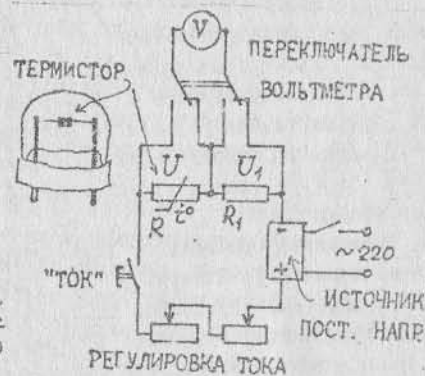 V
ПЕРЕКЛЮЧАТЕЛЬ
ВОЛЬТМЕТРА
ТЕРМИСТОР
U
U₁
R
t°
R₁
-
+
~220
"ТОК"
ИСТОЧНИК
ПОСТ. НАПР
РЕГУЛИРОВКА ТОКА